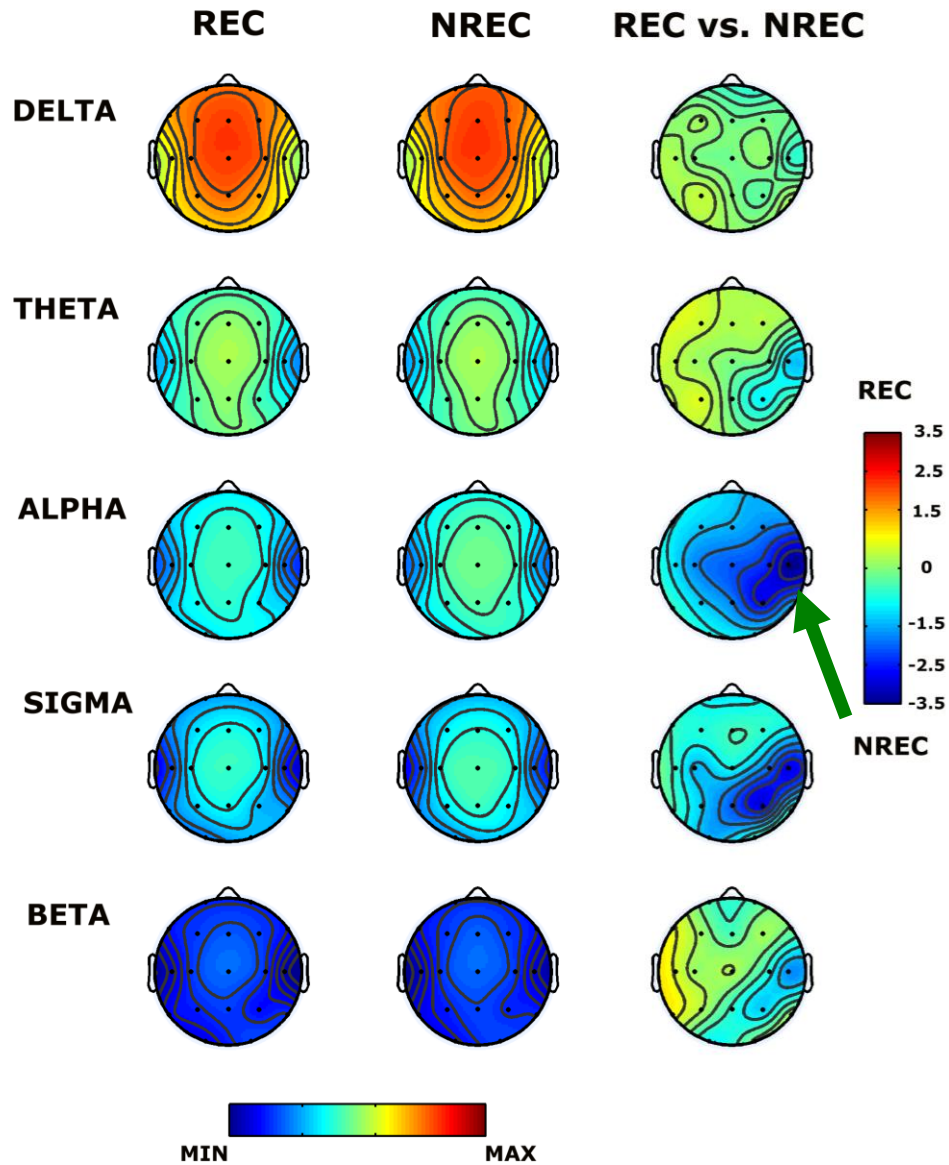 REC NREC REC vs. NREC
DELTA
THETA
REC
3.5
2.5
1.5
0
-1.5
-2.5
-3.5
NREC
ALPHA
SIGMA
BETA
MIN MAX